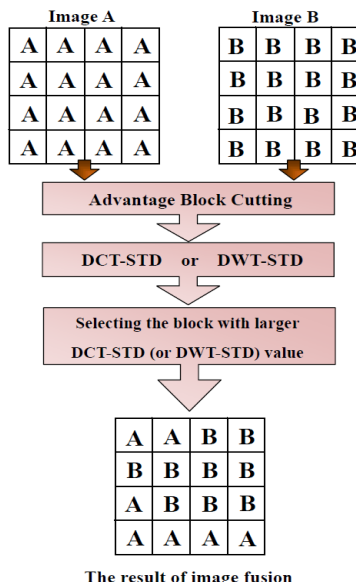 Image A Image B
A A A A B B B B
A A A A B B B B
A A A A B B B B
A A A A B B B B
Advantage Block Cutting
DCT-STD or DWT-STD
Selecting the block with larger
DCT-STD (or DWT-STD) value
A A B B
B B B B
A B B B
A A A A
The result of image fusion